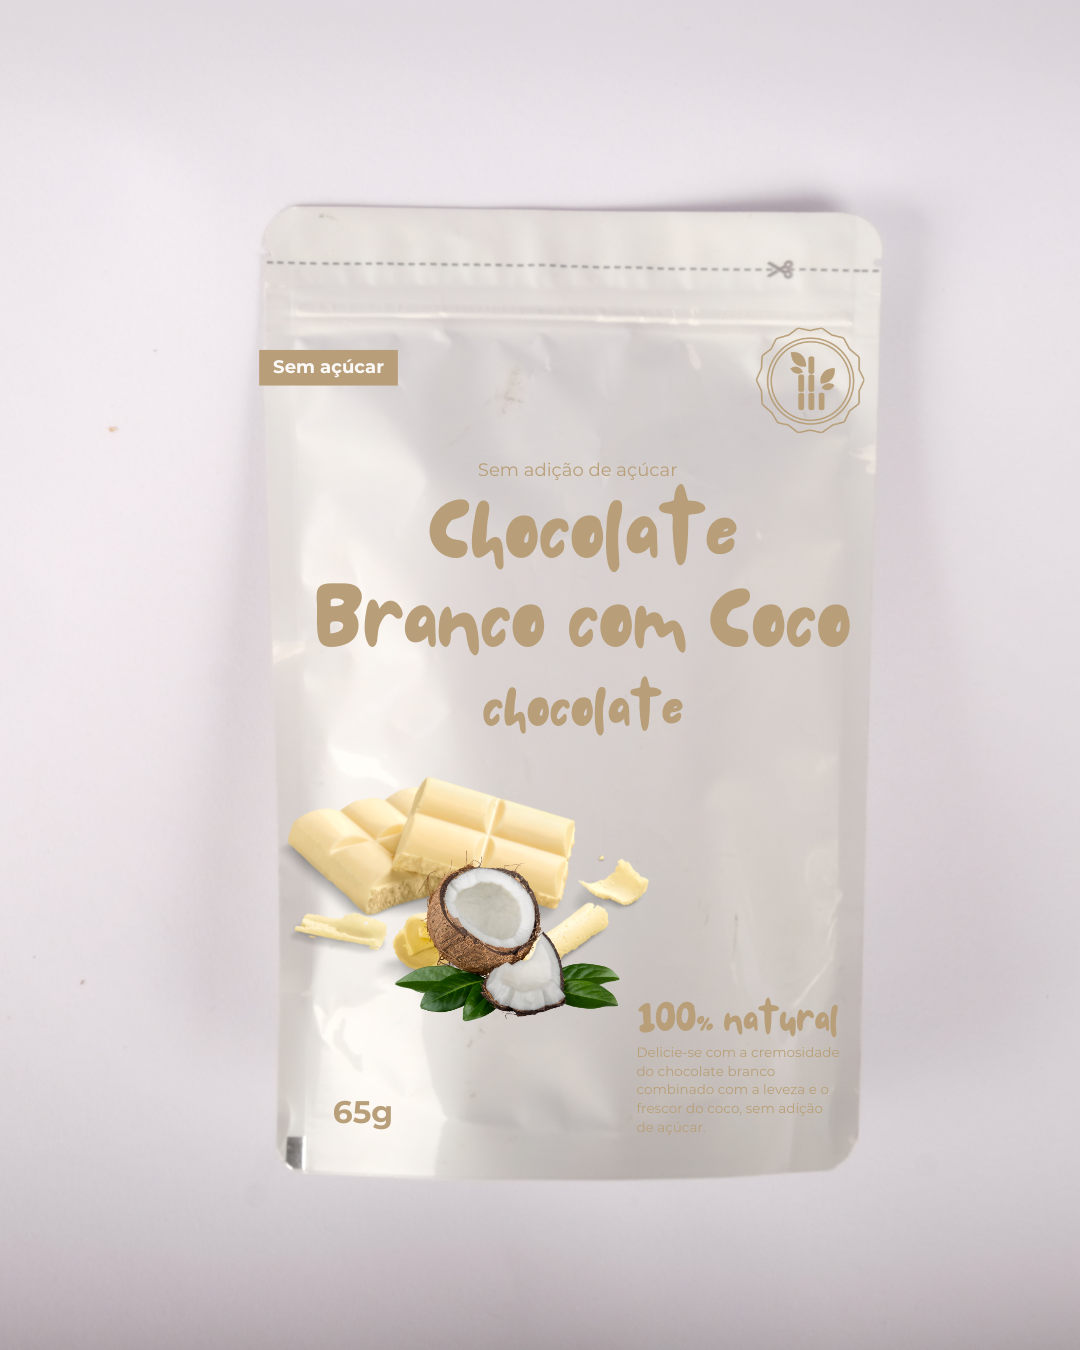 Sem açúcar
Sem adição de açúcar
Chocolate
Branco com Coco
chocolate
100% natural
Delicie-se com a cremosidade
do chocolate branco
combinado com a leveza e o
frescor do coco, sem adição
de açúcar.
65g